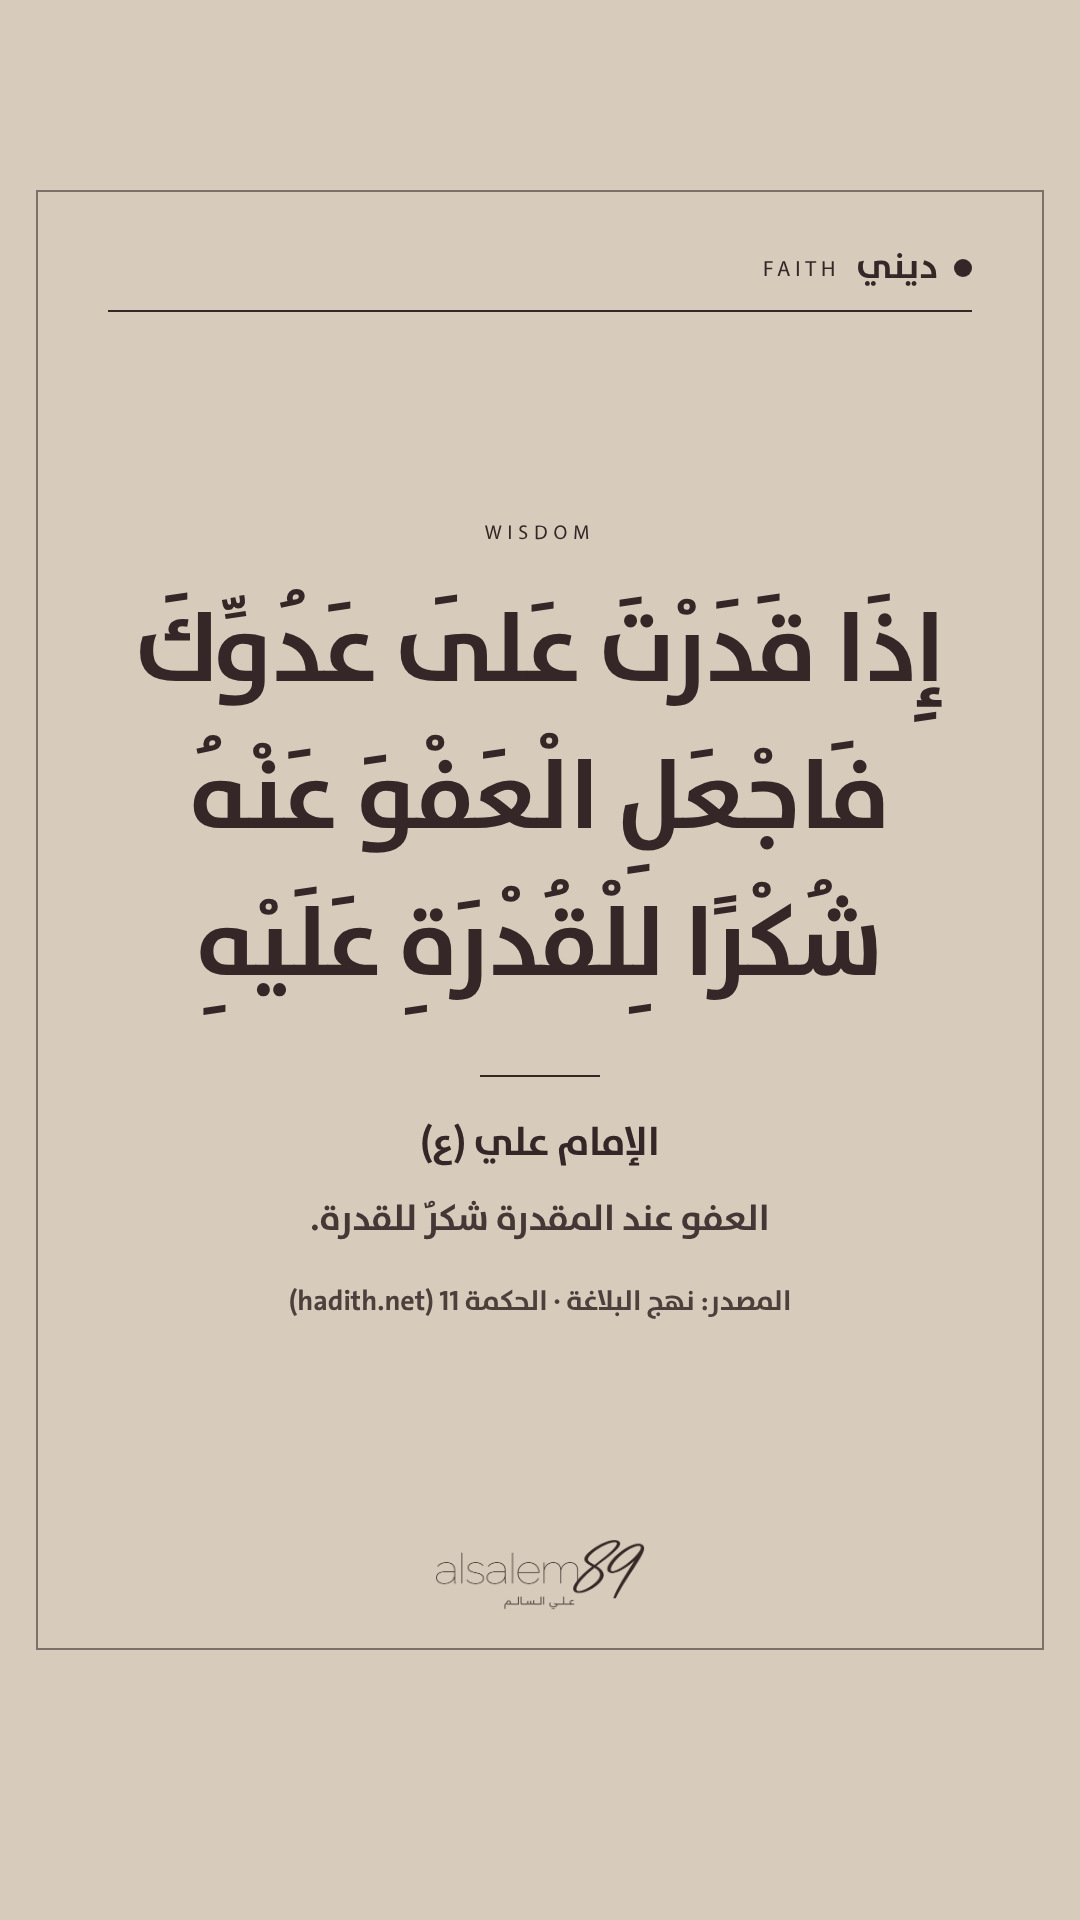 ديني FAITH
WISDOM
إِذَا قَدَرْتَ عَلَى عَدُوِّكَ
فَاجْعَلِ الْعَفْوَ عَنْهُ
شُكْرًا لِلْقُدْرَةِ عَلَيْهِ
الإمام علي (ع)
العفو عند المقدرة شكرٌ للقدرة.
المصدر: نهج البلاغة · الحكمة 11 (hadith.net)
alsalem89
علي السالم